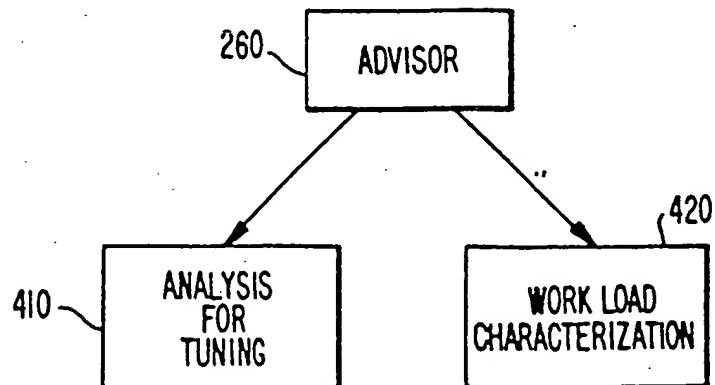 260
ADVISOR
420
410
ANALYSIS
FOR
TUNING
WORK LOAD
CHARACTERIZATION